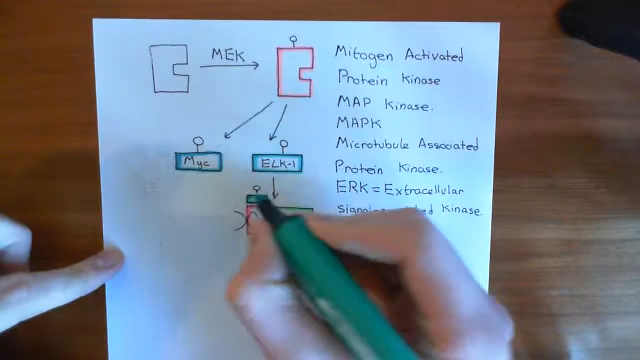 MEK
Mitogen Activated
Protein Kinase
MAP Kinase.
MAPK
Microtubule Associated
Protein Kinase.
ERK = Extracellular
Kinase.
Myc
ELK-1